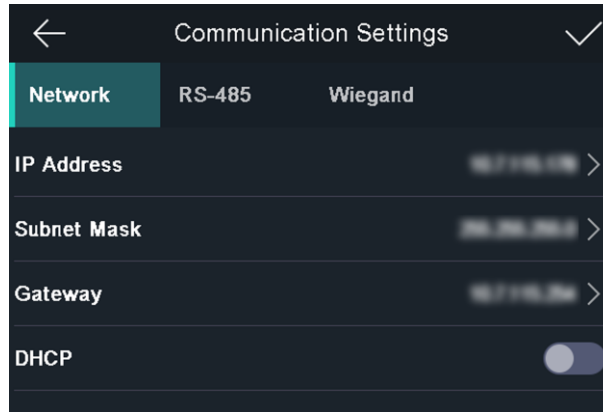 Communication Settings
Network RS-485 Wiegand
IP Address
Subnet Mask
Gateway
DHCP